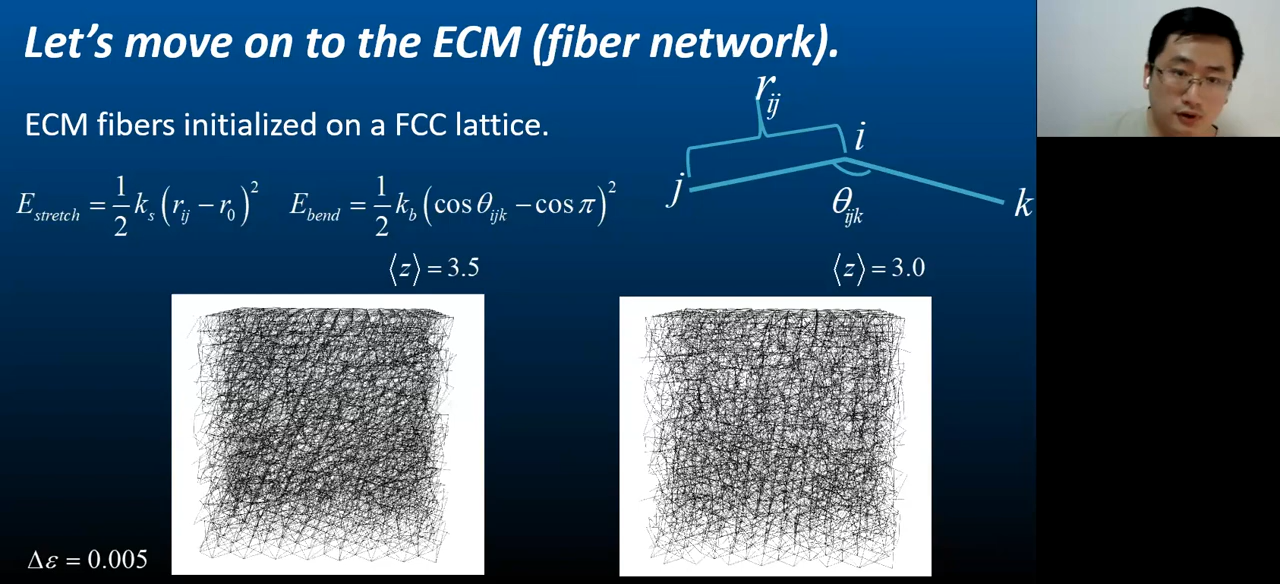 Let's move on to the ECM (fiber network).
ECM fibers initialized on a FCC lattice.
E_stretch = 1/2 k_s (r_ij − r_0)^2 E_bend = 1/2 k_b (cos θ_ijk − cos π)^2
r_ij
i
j
θ_ijk
k
⟨z⟩ = 3.5
⟨z⟩ = 3.0
Δε = 0.005